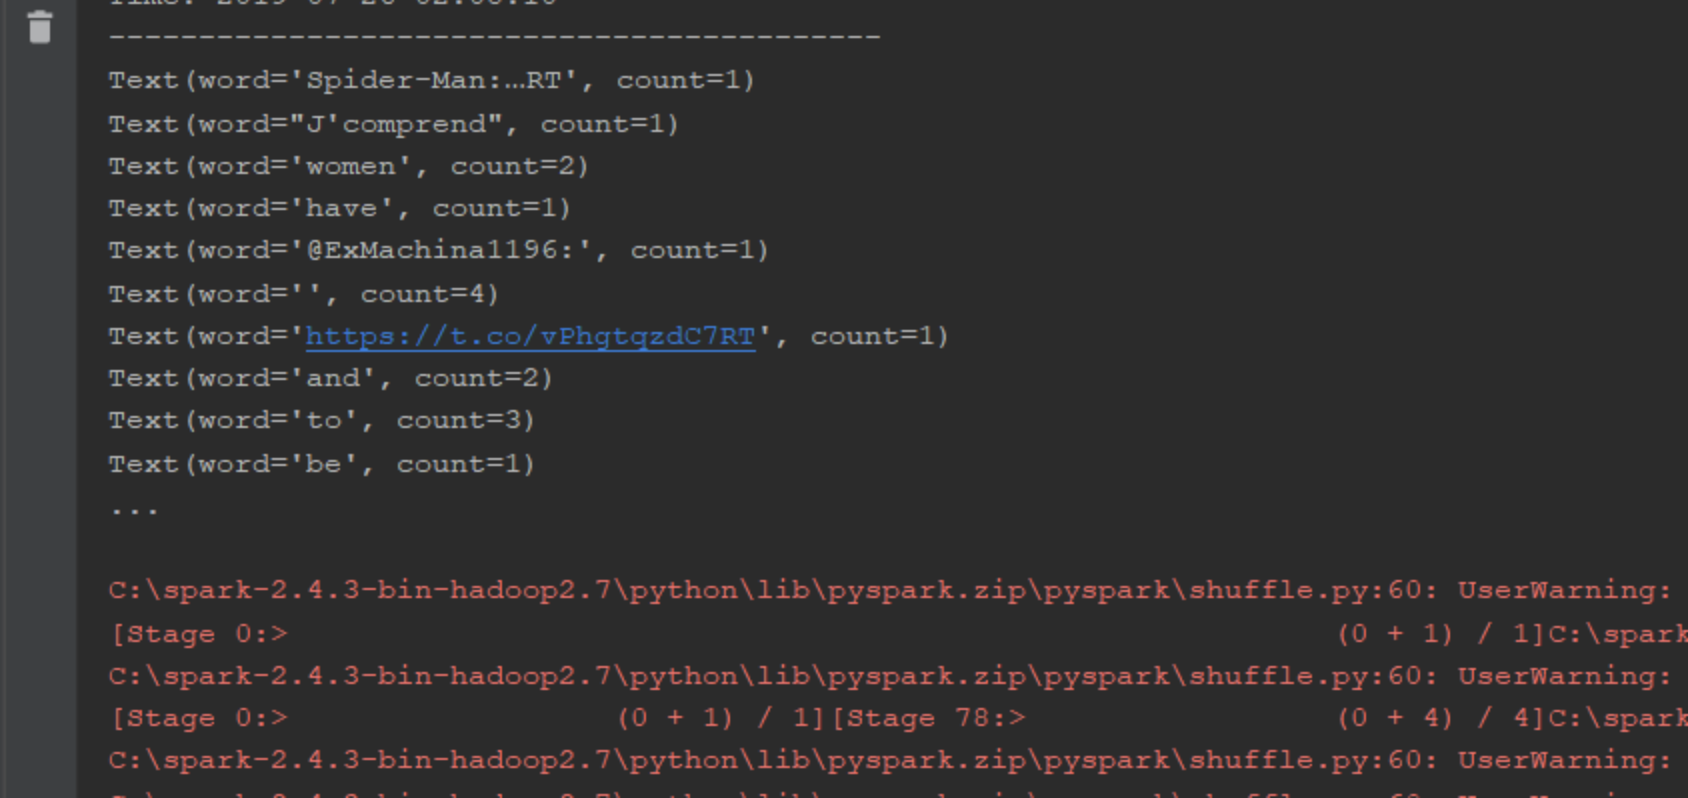 -------------------------------------------
Text(word='Spider-Man:…RT', count=1)
Text(word="J'comprend", count=1)
Text(word='women', count=2)
Text(word='have', count=1)
Text(word='@ExMachina1196:', count=1)
Text(word='', count=4)
Text(word='https://t.co/vPhgtqzdC7RT', count=1)
Text(word='and', count=2)
Text(word='to', count=3)
Text(word='be', count=1)
...
C:\spark-2.4.3-bin-hadoop2.7\python\lib\pyspark.zip\pyspark\shuffle.py:60: UserWarning:
[Stage 0:> (0 + 1) / 1]C:\spark
C:\spark-2.4.3-bin-hadoop2.7\python\lib\pyspark.zip\pyspark\shuffle.py:60: UserWarning:
[Stage 0:> (0 + 1) / 1][Stage 78:> (0 + 4) / 4]C:\spark
C:\spark-2.4.3-bin-hadoop2.7\python\lib\pyspark.zip\pyspark\shuffle.py:60: UserWarning: